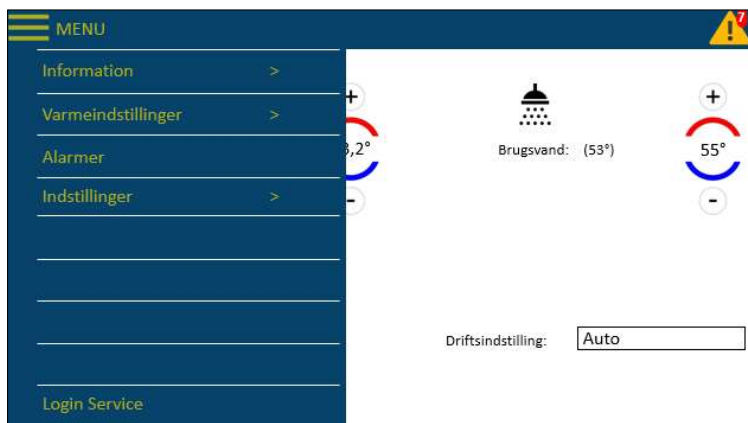 MENU
7
Information >
Varmeindstillinger >
Alarmer
Indstillinger >
Login Service
+
,2°
-
Brugsvand: (53°)
+
55°
-
Driftsindstilling: Auto